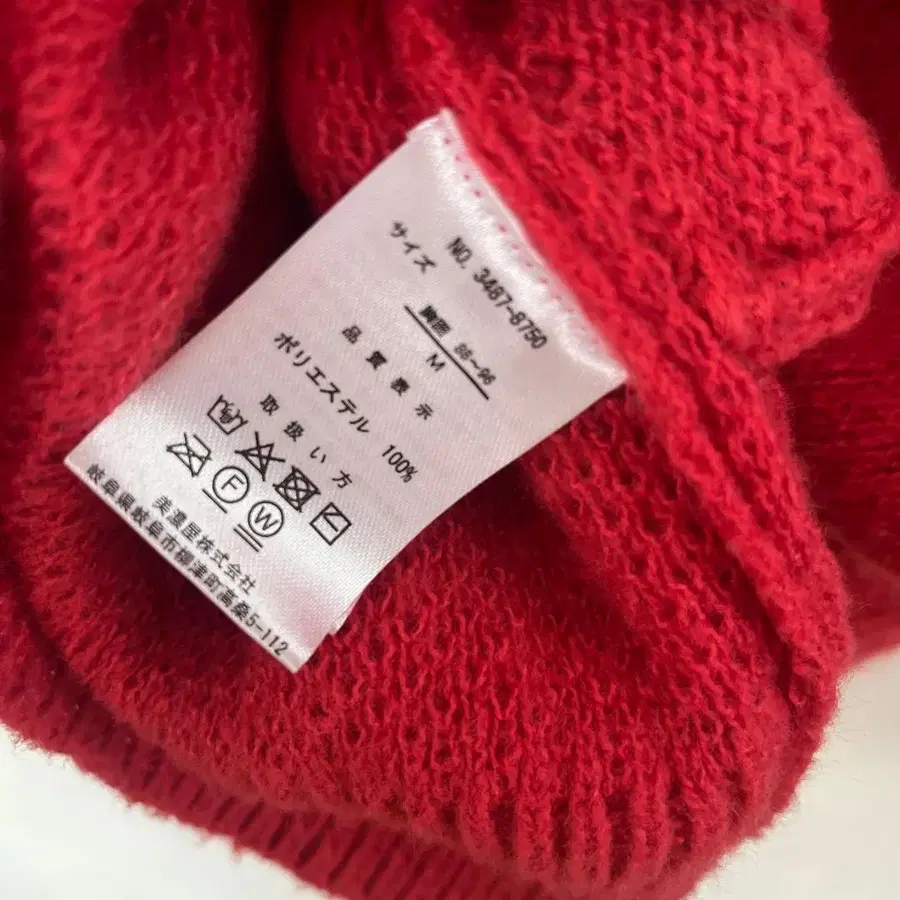 NO. 3487-8750
サイズ
胸囲 88~96
M
品質表示
ポリエステル 100%
取扱い方
F W
美濃屋株式会社
岐阜県岐阜市柳津町高桑5-112